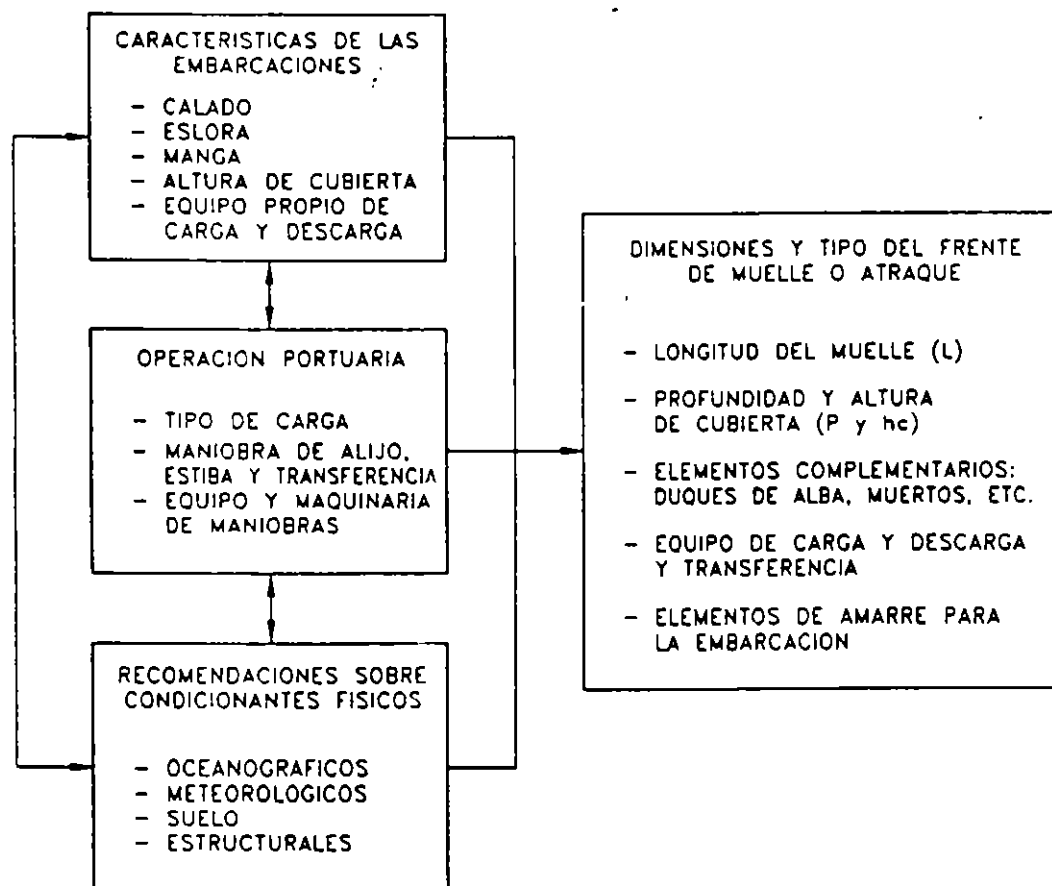 CARACTERISTICAS DE LAS
EMBARCACIONES
- CALADO
- ESLORA
- MANGA
- ALTURA DE CUBIERTA
- EQUIPO PROPIO DE
CARGA Y DESCARGA
OPERACION PORTUARIA
- TIPO DE CARGA
- MANIOBRA DE ALIJO,
ESTIBA Y TRANSFERENCIA
- EQUIPO Y MAQUINARIA
DE MANIOBRAS
RECOMENDACIONES SOBRE
CONDICIONANTES FISICOS
- OCEANOGRAFICOS
- METEOROLOGICOS
- SUELO
- ESTRUCTURALES
DIMENSIONES Y TIPO DEL FRENTE
DE MUELLE O ATRAQUE
- LONGITUD DEL MUELLE (L)
- PROFUNDIDAD Y ALTURA
DE CUBIERTA (P y hc)
- ELEMENTOS COMPLEMENTARIOS:
DUQUES DE ALBA, MUERTOS, ETC.
- EQUIPO DE CARGA Y DESCARGA
Y TRANSFERENCIA
- ELEMENTOS DE AMARRE PARA
LA EMBARCACION